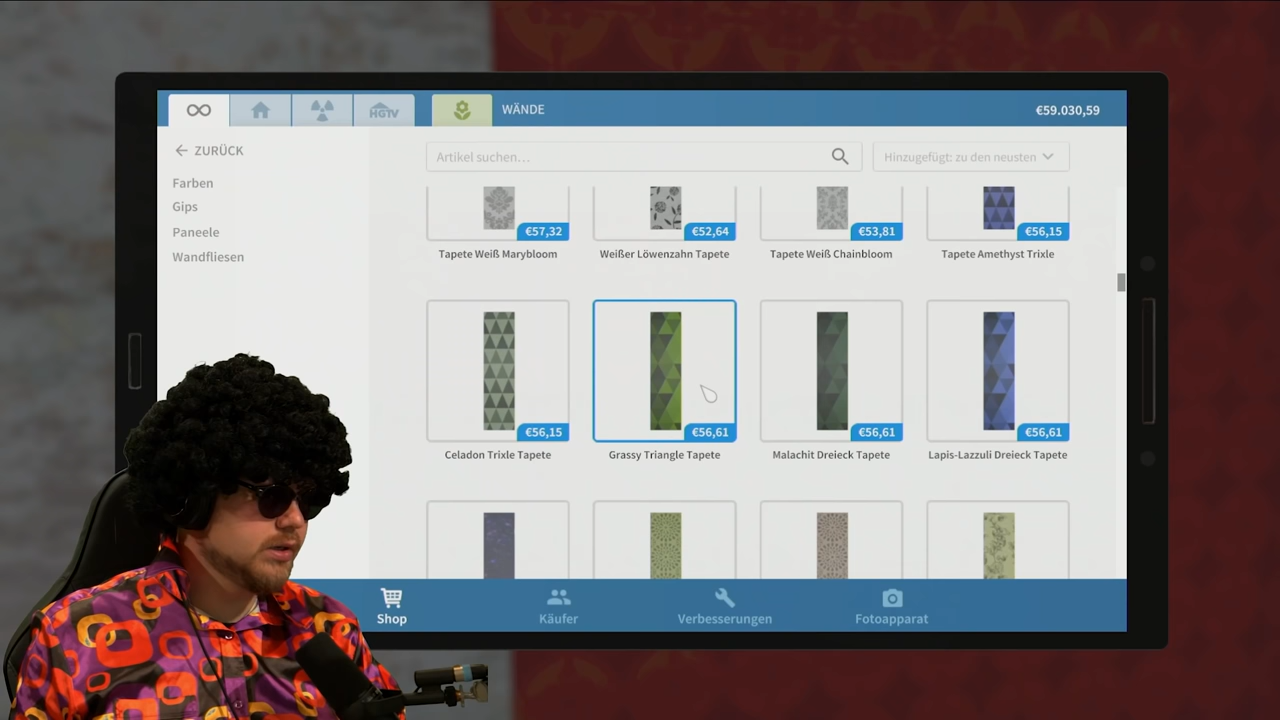 HGTV
WÄNDE
€59.030,59
ZURÜCK
Artikel suchen...
Hinzugefügt: zu den neusten
Farben
Gips
Paneele
Wandfliesen
€57,32
€52,64
€53,81
€56,15
Tapete Weiß Marybloom
Weißer Löwenzahn Tapete
Tapete Weiß Chainbloom
Tapete Amethyst Trixle
€56,15
€56,61
€56,61
€56,61
Celadon Trixle Tapete
Grassy Triangle Tapete
Malachit Dreieck Tapete
Lapis-Lazzuli Dreieck Tapete
Shop
Käufer
Verbesserungen
Fotoapparat